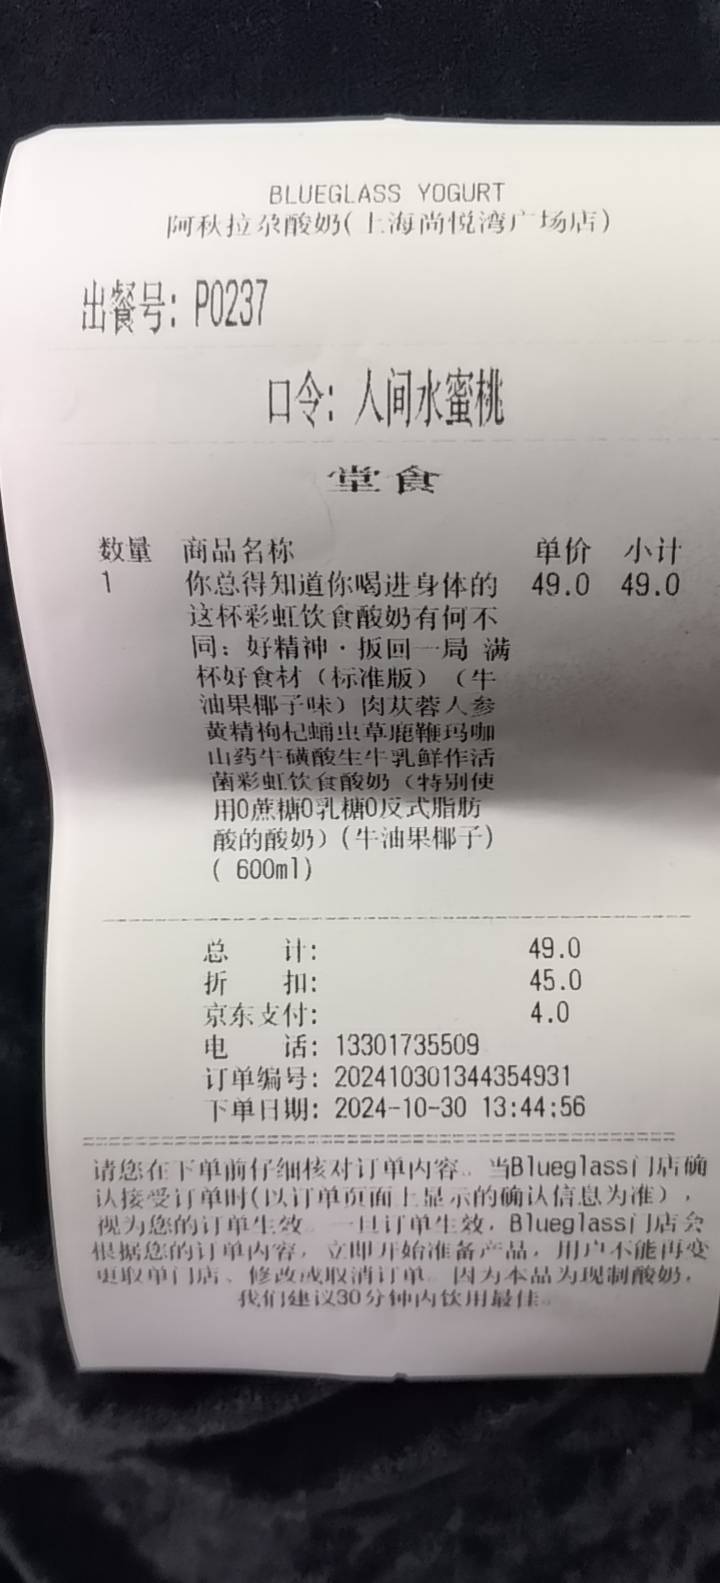 BLUEGLASS YOGURT
阿秋拉尕酸奶(上海尚悦湾广场店)
出餐号: P0237
口令: 人间水蜜桃
堂食
数量 商品名称 单价 小计
1 你总得知道你喝进身体的 49.0 49.0
这杯彩虹饮食酸奶有何不
同: 好精神·扳回一局 满
杯好食材（标准版）（牛
油果椰子味）肉苁蓉人参
黄精枸杞蛹虫草鹿鞭玛咖
山药牛磺酸生牛乳鲜作活
菌彩虹饮食酸奶（特别使
用0蔗糖0乳糖0反式脂肪
酸的酸奶）(牛油果椰子)
( 600ml)
总 计: 49.0
折 扣: 45.0
京东支付: 4.0
电 话: 13301735509
订单编号: 202410301344354931
下单日期: 2024-10-30 13:44:56
请您在下单前仔细核对订单内容。当Blueglass门店确
认接受订单时(以订单页面上显示的确认信息为准)，
视为您的订单生效。一旦订单生效，Blueglass门店会
根据您的订单内容，立即开始准备产品，用户不能再变
更取单门店、修改或取消订单。因为本品为现制酸奶，
我们建议30分钟内饮用最佳。